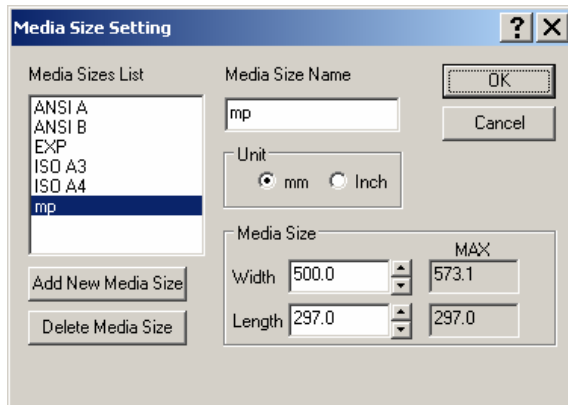 Media Size Setting
Media Sizes List
ANSI A
ANSI B
EXP
ISO A3
ISO A4
mp
Add New Media Size
Delete Media Size
Media Size Name
mp
Unit
mm Inch
Media Size
MAX
Width 500.0 573.1
Length 297.0 297.0
OK
Cancel